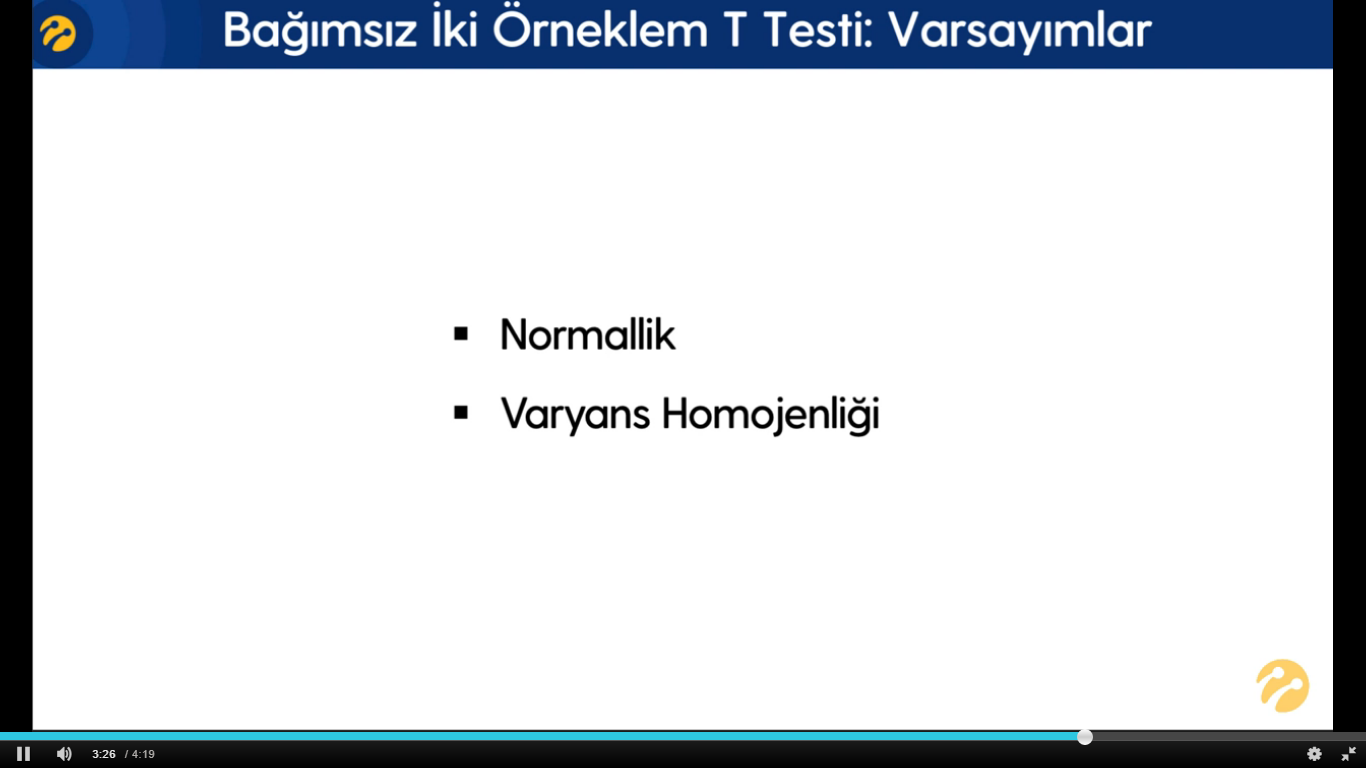 Bağımsız İki Örneklem T Testi: Varsayımlar
▪ Normallik
▪ Varyans Homojenliği
3:26 / 4:19